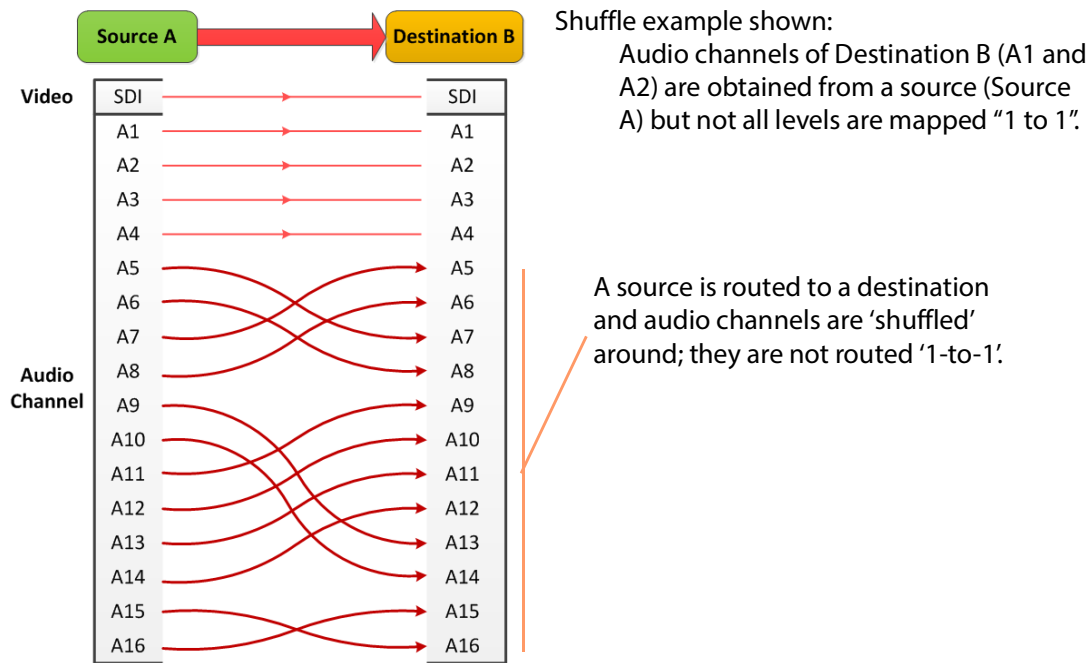 Source A
Destination B
Shuffle example shown:
Audio channels of Destination B (A1 and
A2) are obtained from a source (Source
A) but not all levels are mapped “1 to 1”.
Video
SDI
SDI
A1
A1
A2
A2
A3
A3
A4
A4
A5
A5
A6
A6
A7
A7
A8
A8
Audio
Channel
A9
A9
A10
A10
A11
A11
A12
A12
A13
A13
A14
A14
A15
A15
A16
A16
A source is routed to a destination
and audio channels are ‘shuffled’
around; they are not routed ‘1-to-1’.